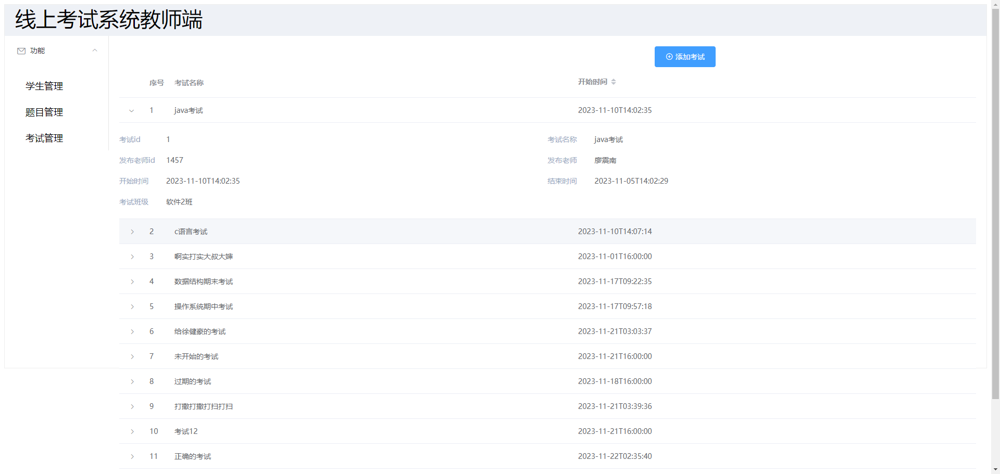 线上考试系统教师端
功能
添加考试
学生管理
题目管理
考试管理
序号 考试名称 开始时间
1 java考试 2023-11-10T14:02:35
考试id 1 考试名称 java考试
发布老师id 1457 发布老师 廖震南
开始时间 2023-11-10T14:02:35 结束时间 2023-11-05T14:02:29
考试班级 软件2班
2 c语言考试 2023-11-10T14:07:14
3 啊实打实大叔大婶 2023-11-01T16:00:00
4 数据结构期末考试 2023-11-17T09:22:35
5 操作系统期中考试 2023-11-17T09:57:18
6 给徐健豪的考试 2023-11-21T03:03:37
7 未开始的考试 2023-11-21T16:00:00
8 过期的考试 2023-11-18T16:00:00
9 打撒打撒打扫打扫 2023-11-21T03:39:36
10 考试12 2023-11-21T16:00:00
11 正确的考试 2023-11-22T02:35:40